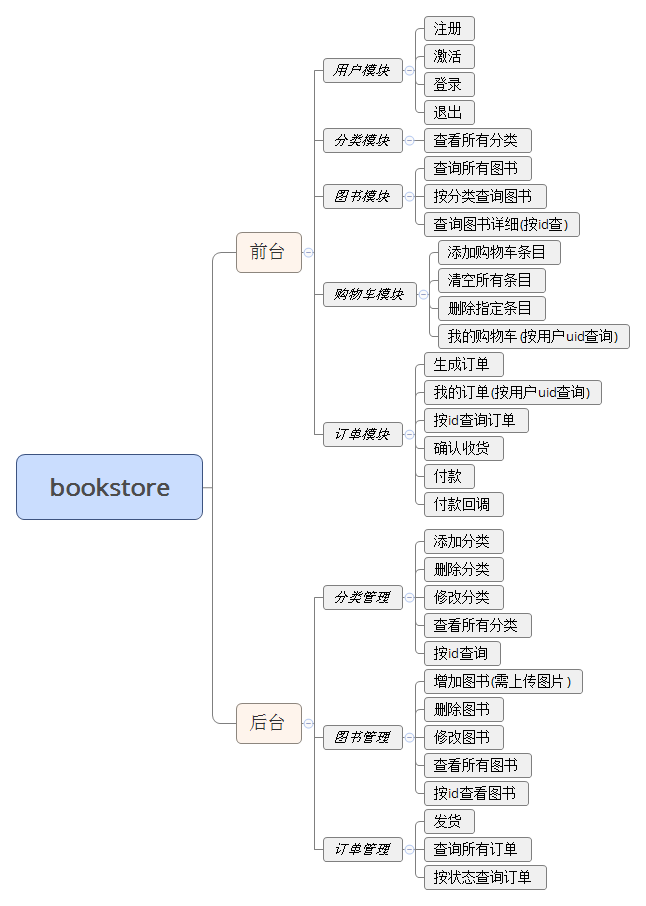 bookstore
前台
用户模块
注册
激活
登录
退出
分类模块
查看所有分类
图书模块
查询所有图书
按分类查询图书
查询图书详细(按id查)
购物车模块
添加购物车条目
清空所有条目
删除指定条目
我的购物车(按用户uid查询)
订单模块
生成订单
我的订单(按用户uid查询)
按id查询订单
确认收货
付款
付款回调
后台
分类管理
添加分类
删除分类
修改分类
查看所有分类
按id查询
图书管理
增加图书(需上传图片)
删除图书
修改图书
查看所有图书
按id查看图书
订单管理
发货
查询所有订单
按状态查询订单